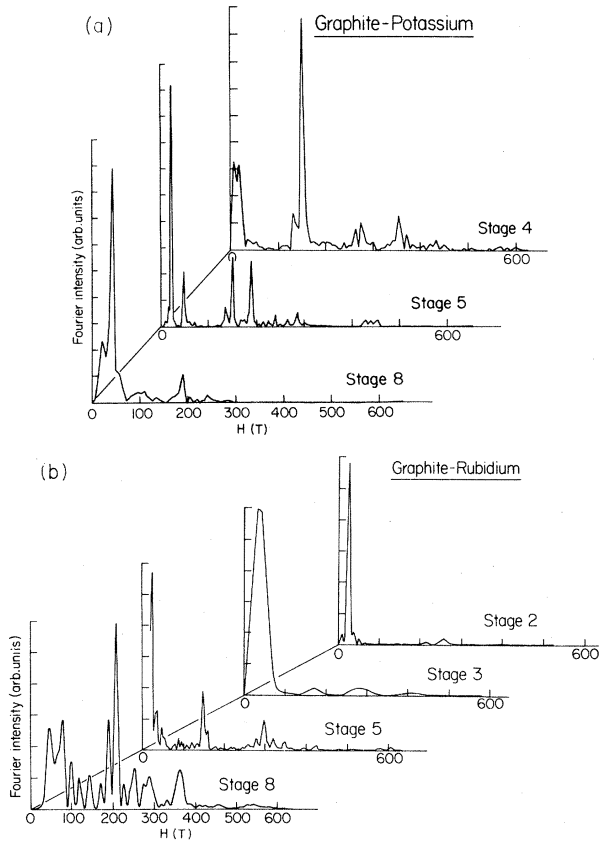 (a)
Graphite-Potassium
Fourier intensity (arb.units)
Stage 4
0
600
Stage 5
0
600
Stage 8
0 100 200 300 400 500 600
H (T)
(b)
Graphite-Rubidium
Fourier intensity (arb.units)
Stage 2
0 600
Stage 3
0 600
Stage 5
0 600
Stage 8
0 100 200 300 400 500 600
H (T)